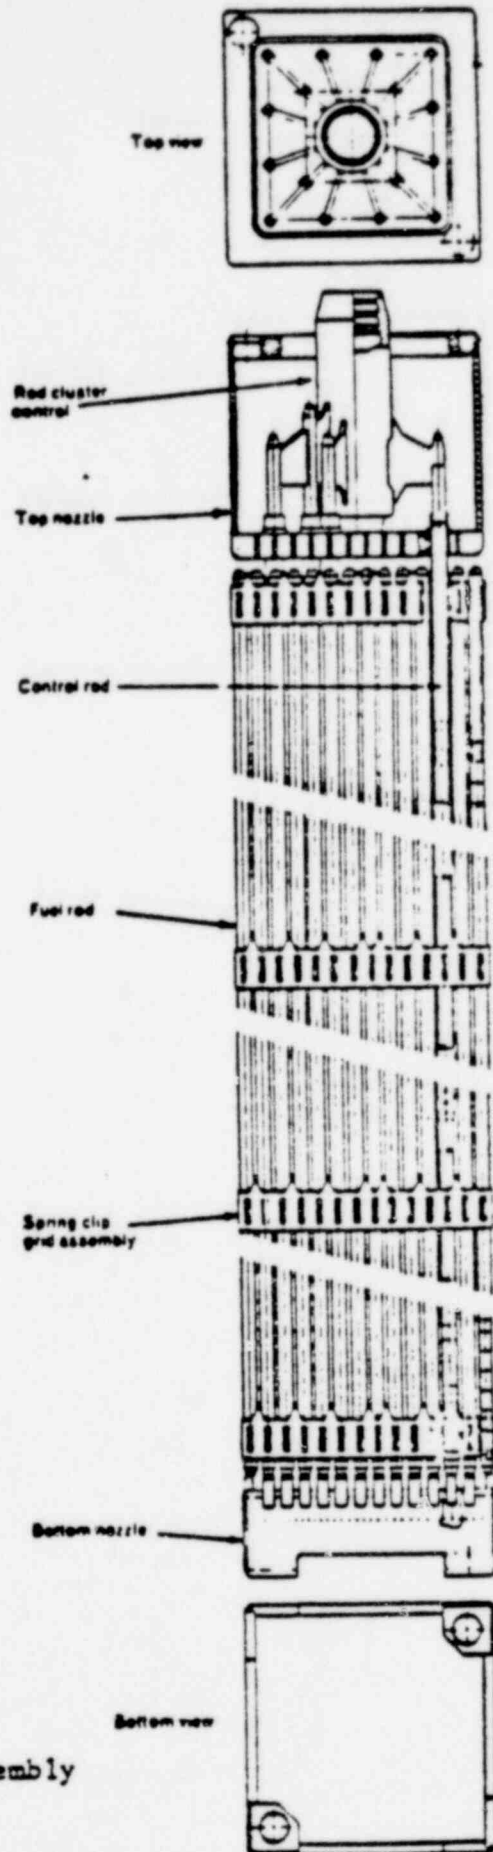 Top view
Rod cluster
control
Top nozzle
Control rod
Fuel rod
Spring clip
grid assembly
Bottom nozzle
Bottom view
embly